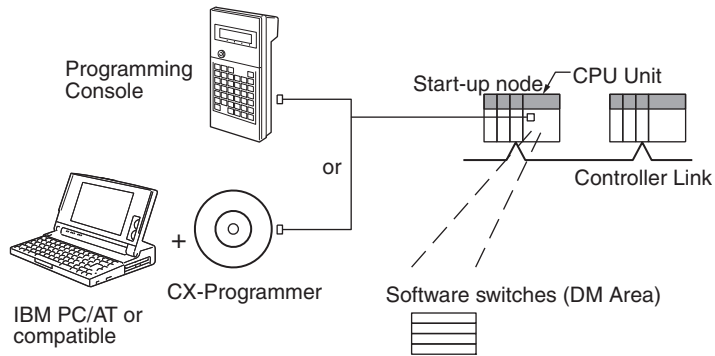 Programming
Console
Start-up node
CPU Unit
or
Controller Link
+
CX-Programmer
IBM PC/AT or
compatible
Software switches (DM Area)